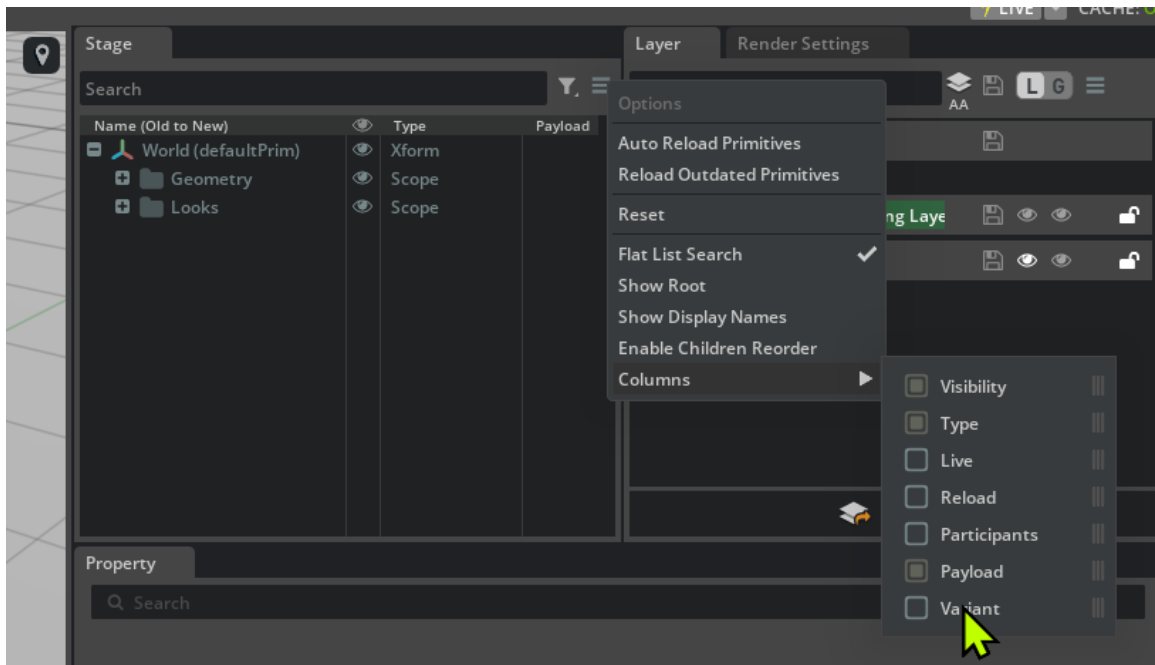 LIVE CACHE:
Stage
Layer Render Settings
Search
AA
L G
Name (Old to New) Type Payload
World (defaultPrim) Xform
Geometry Scope
Looks Scope
Options
Auto Reload Primitives
Reload Outdated Primitives
Reset
Flat List Search
Show Root
Show Display Names
Enable Children Reorder
Columns
Visibility
Type
Live
Reload
Participants
Payload
Variant
Property
Search